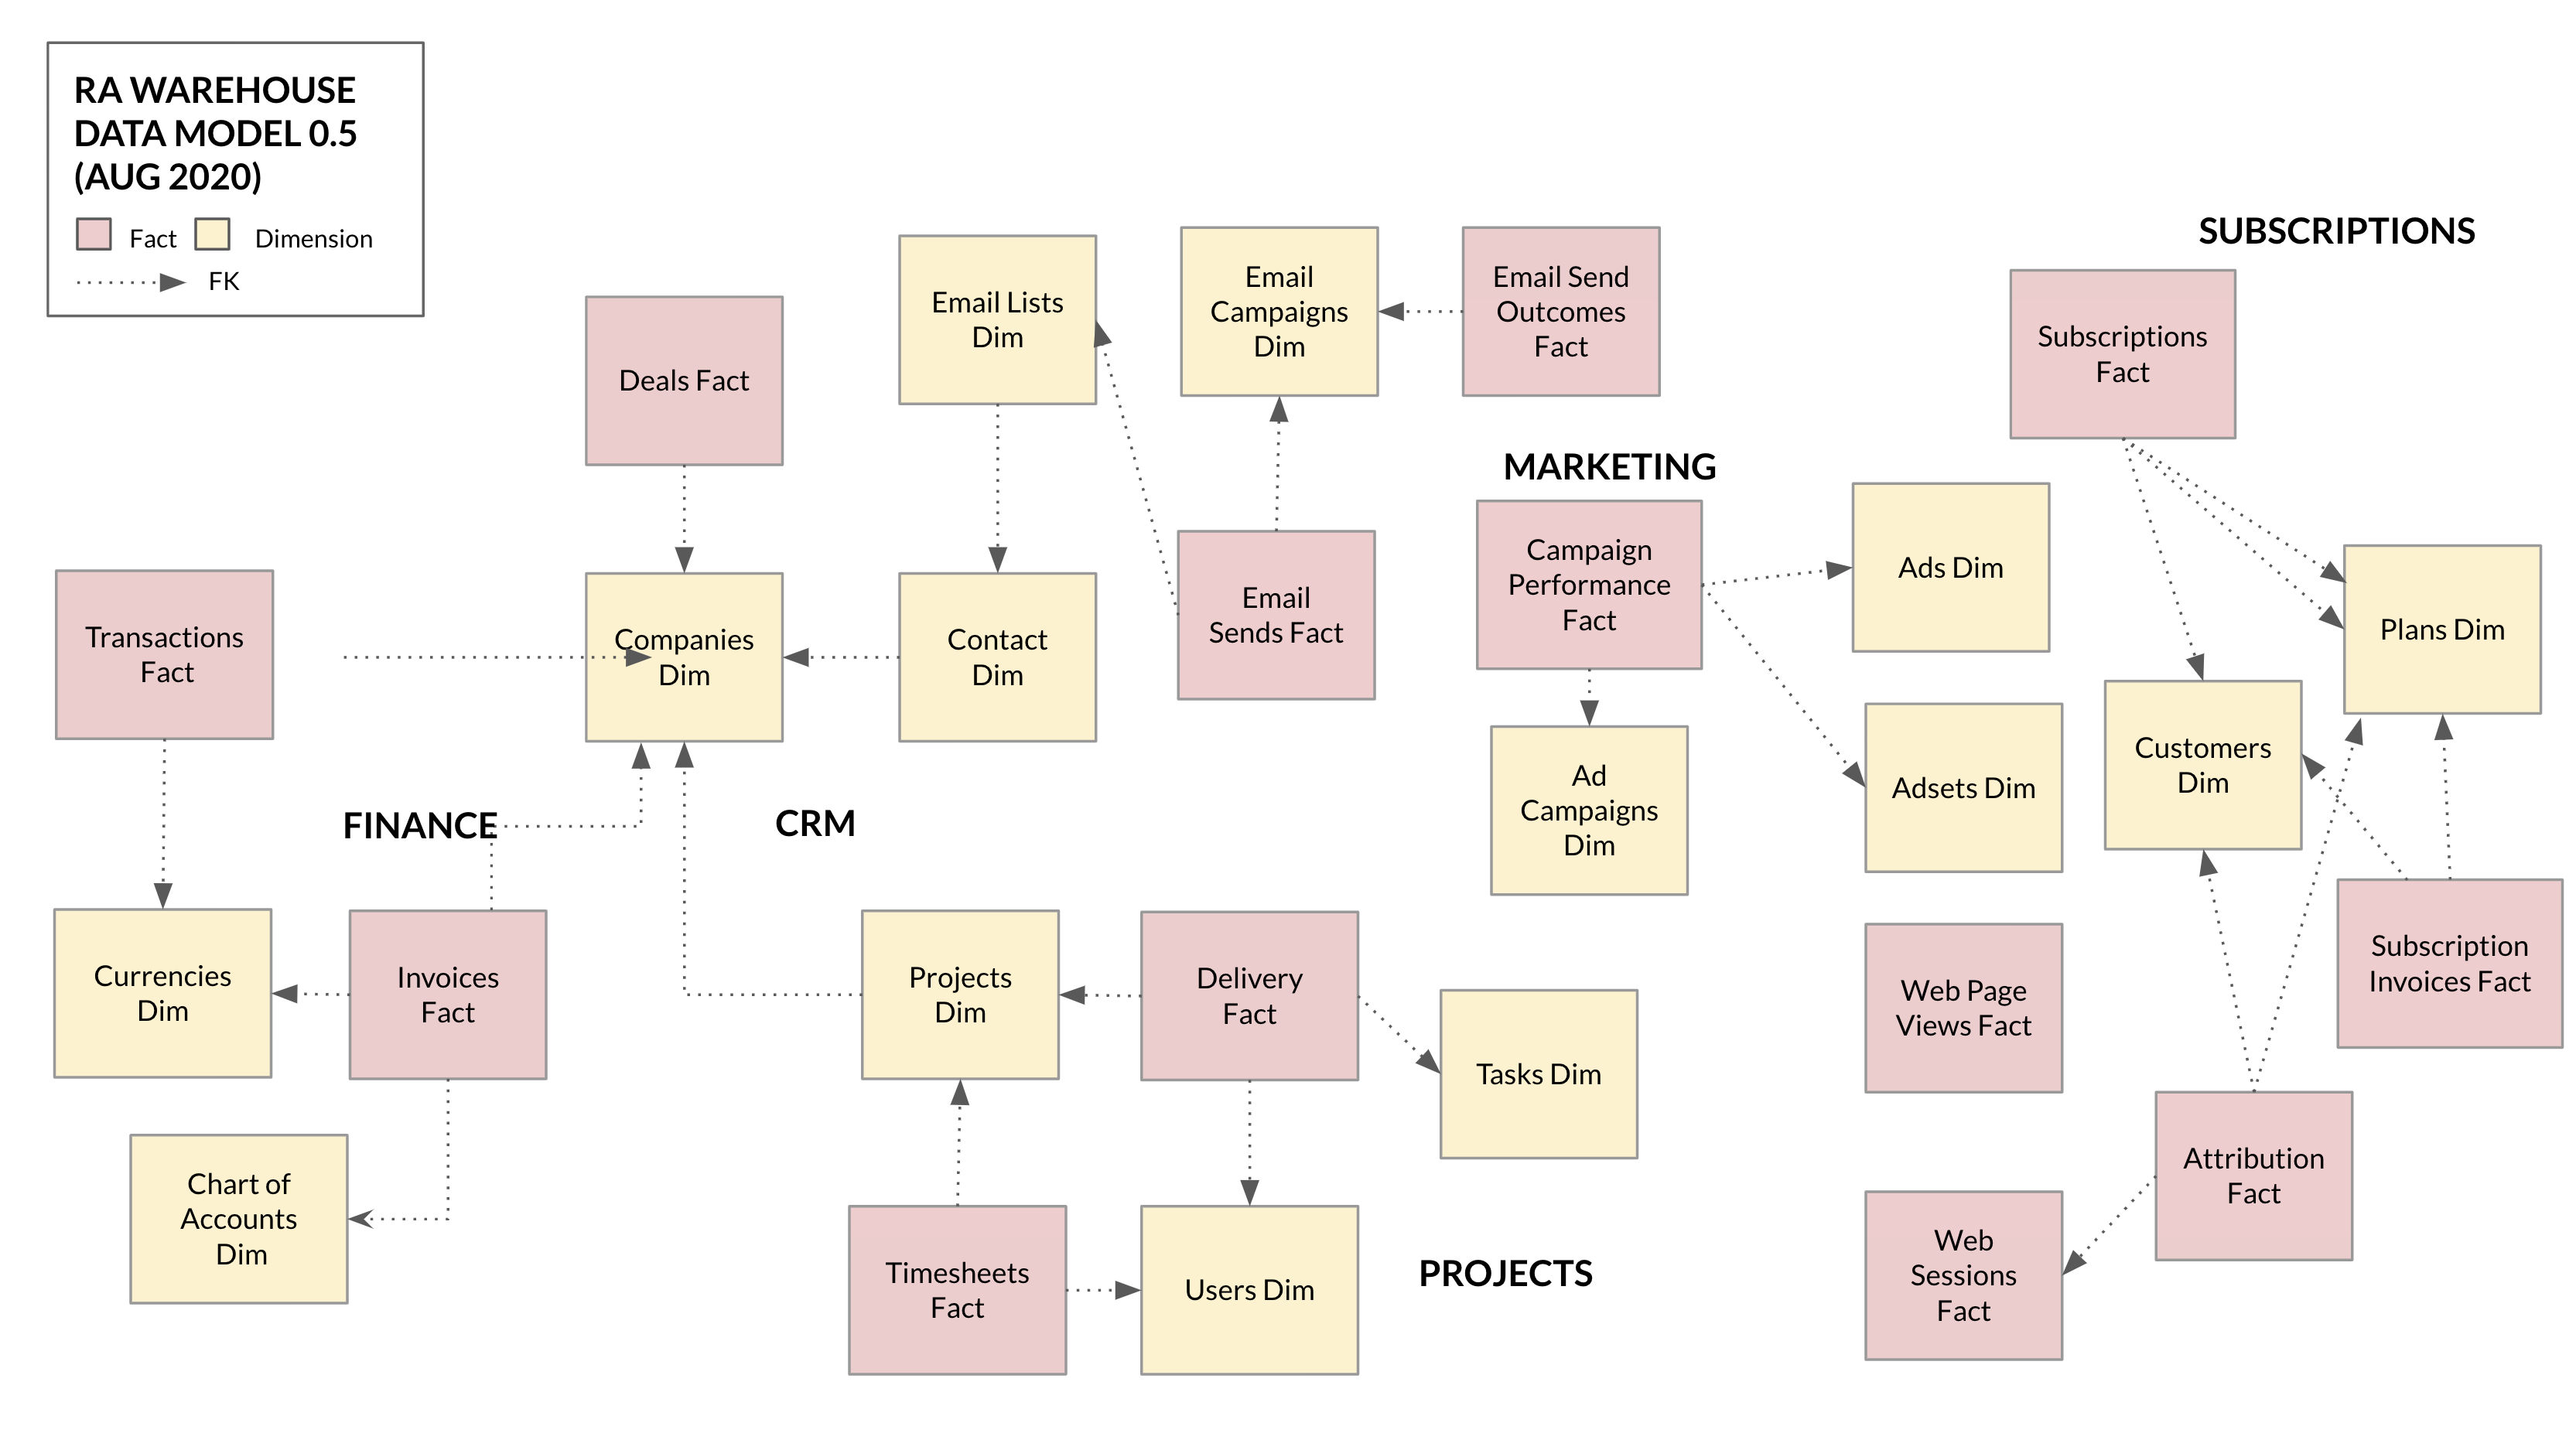 RA WAREHOUSE
DATA MODEL 0.5
(AUG 2020)
Fact
Dimension
FK
SUBSCRIPTIONS
Email Lists
Dim
Email
Campaigns
Dim
Email Send
Outcomes
Fact
Subscriptions
Fact
Deals Fact
MARKETING
Transactions
Fact
Companies
Dim
Contact
Dim
Email
Sends Fact
Campaign
Performance
Fact
Ads Dim
Plans Dim
Ad
Campaigns
Dim
Adsets Dim
Customers
Dim
FINANCE
CRM
Currencies
Dim
Invoices
Fact
Projects
Dim
Delivery
Fact
Tasks Dim
Web Page
Views Fact
Subscription
Invoices Fact
Chart of
Accounts
Dim
Timesheets
Fact
Users Dim
PROJECTS
Attribution
Fact
Web
Sessions
Fact